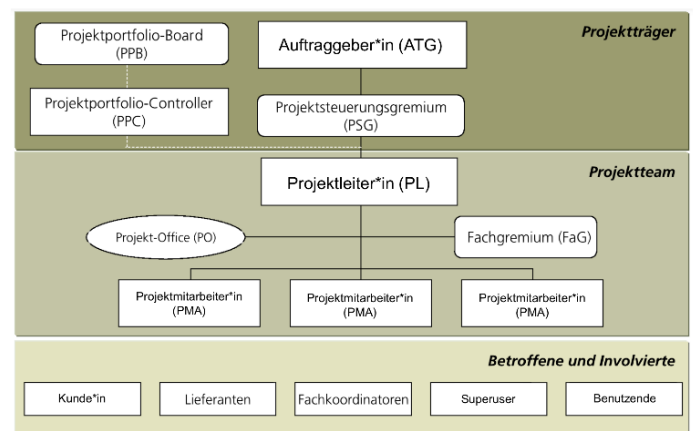 Projektträger
Projektportfolio-Board
(PPB)
Auftraggeber*in (ATG)
Projektportfolio-Controller
(PPC)
Projektsteuerungsgremium
(PSG)
Projektteam
Projektleiter*in (PL)
Projekt-Office (PO)
Fachgremium (FaG)
Projektmitarbeiter*in
(PMA)
Projektmitarbeiter*in
(PMA)
Projektmitarbeiter*in
(PMA)
Betroffene und Involvierte
Kunde*in
Lieferanten
Fachkoordinatoren
Superuser
Benutzende